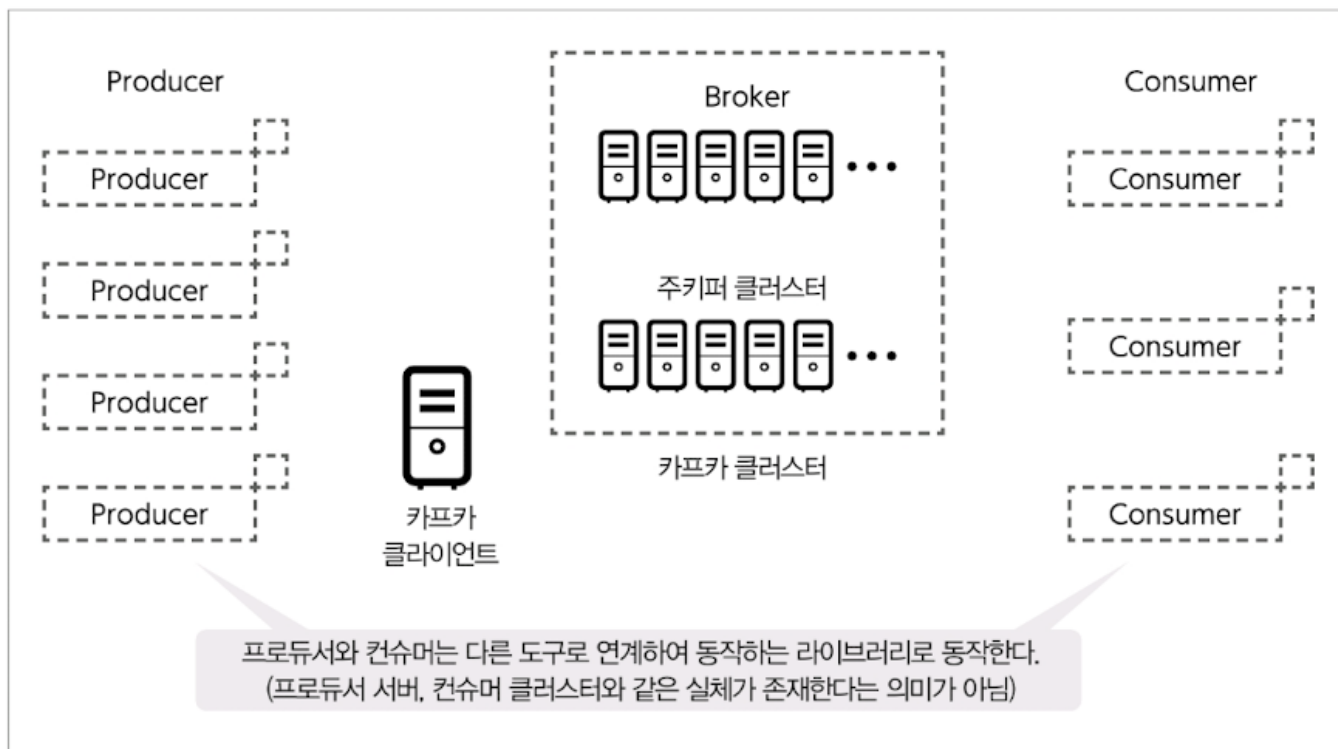 Producer
Producer
Producer
Producer
Producer
카프카
클라이언트
Broker
•••
주키퍼 클러스터
•••
카프카 클러스터
Consumer
Consumer
Consumer
Consumer
프로듀서와 컨슈머는 다른 도구로 연계하여 동작하는 라이브러리로 동작한다.
(프로듀서 서버, 컨슈머 클러스터와 같은 실체가 존재한다는 의미가 아님)